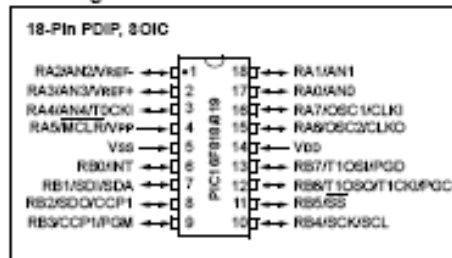 18-Pin PDIP, SOIC
RA2/AN2/VREF- 1 18 RA1/AN1
RA3/AN3/VREF+ 2 17 RA0/AN0
RA4/AN4/T0CKI 3 16 RA7/OSC1/CLKI
RA5/MCLR/VPP 4 15 RA6/OSC2/CLKO
VSS 5 14 VDD
RB0/INT 6 13 RB7/T1OSI/PGD
RB1/SDI/SDA 7 12 RB6/T1OSO/T1CKI/PGC
RB2/SDO/CCP1 8 11 RB5/SS
RB3/CCP1/PGM 9 10 RB4/SCK/SCL
PIC16F818/819